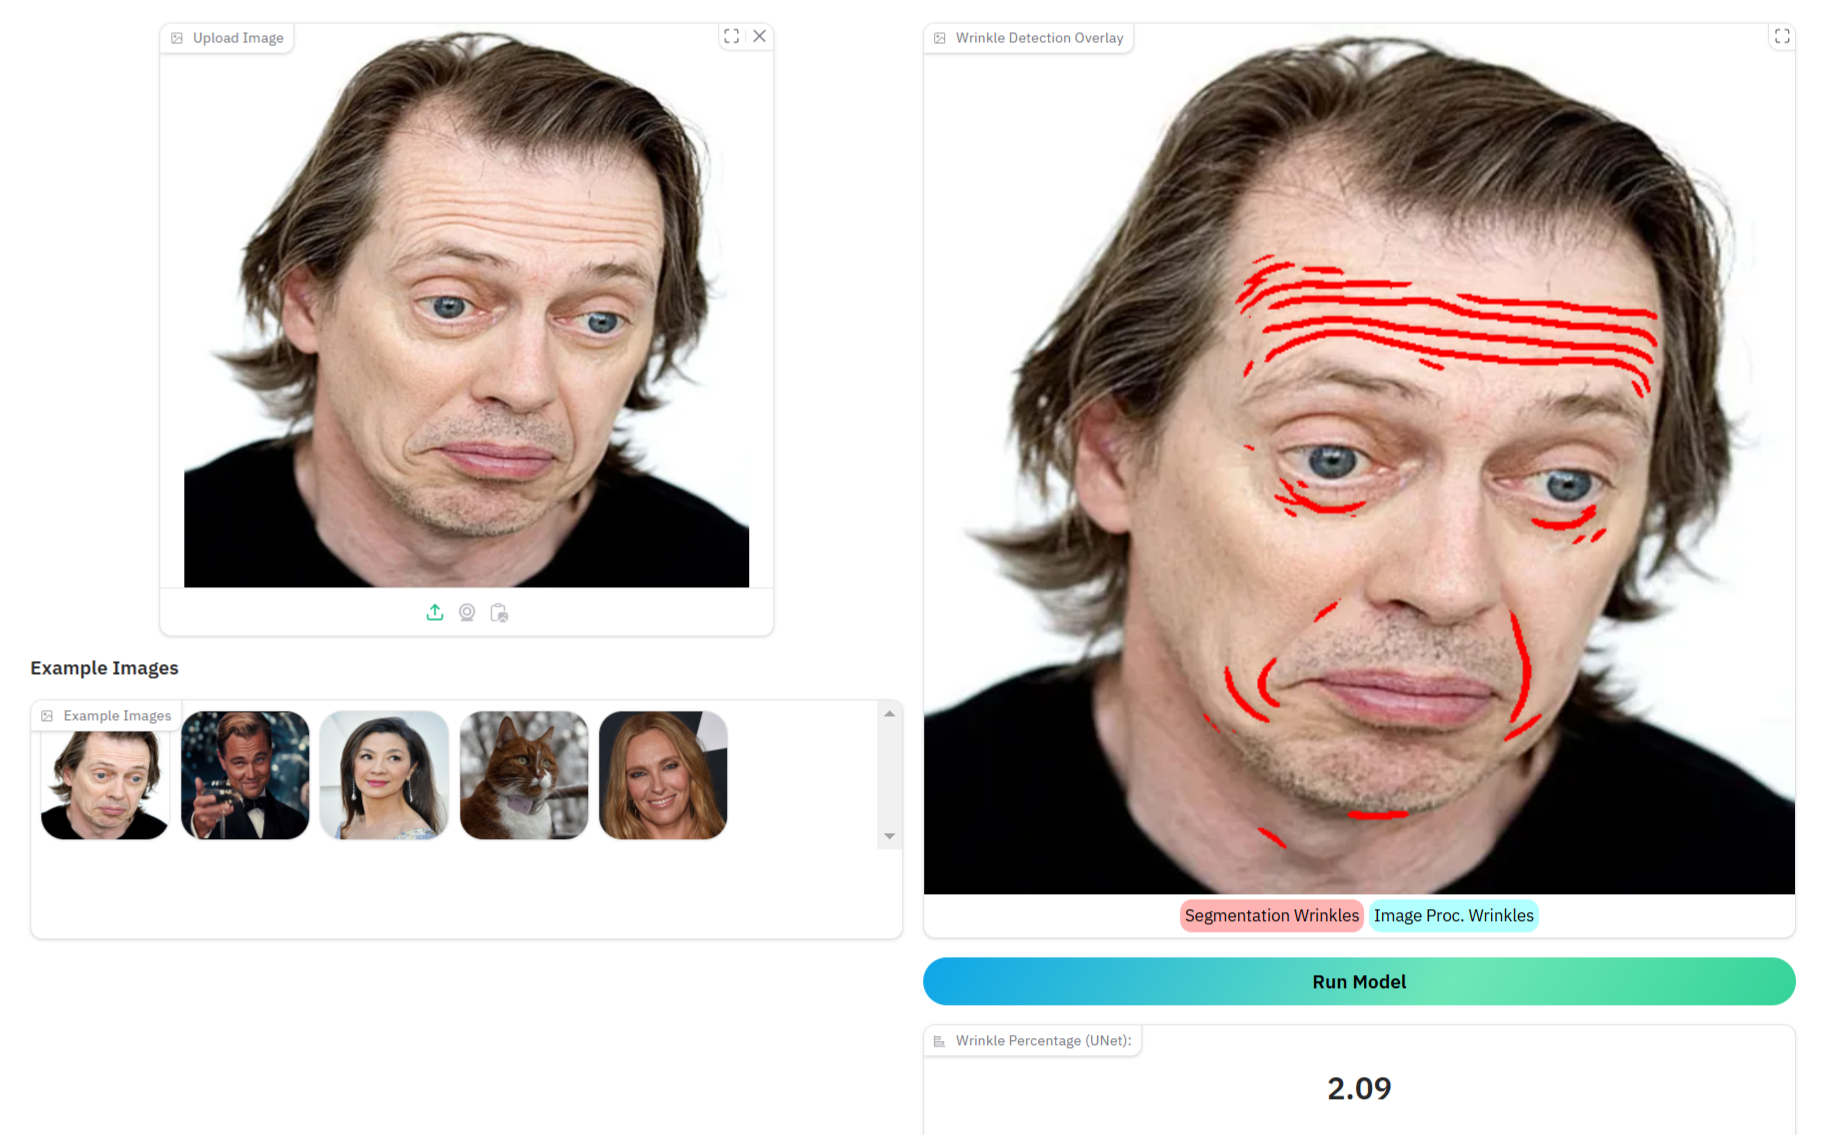 Upload Image
Wrinkle Detection Overlay
Example Images
Example Images
Segmentation Wrinkles
Image Proc. Wrinkles
Run Model
Wrinkle Percentage (UNet):
2.09